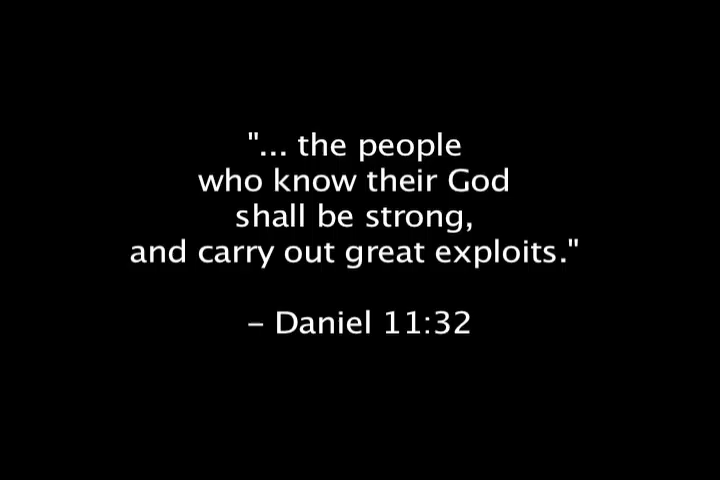 "... the people
who know their God
shall be strong,
and carry out great exploits."
– Daniel 11:32